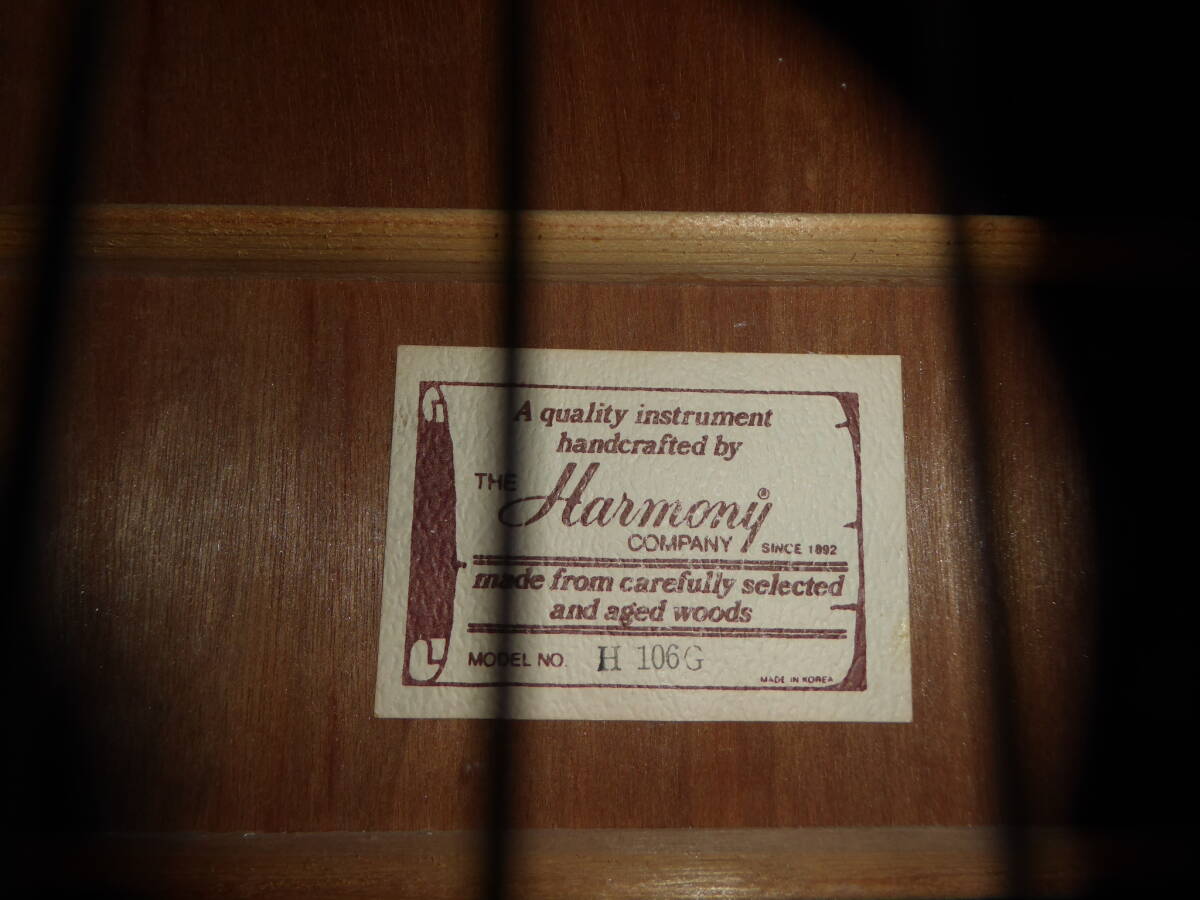 A quality instrument
handcrafted by
THE Harmony®
COMPANY SINCE 1892
made from carefully selected
and aged woods
MODEL NO. H 106G
MADE IN KOREA